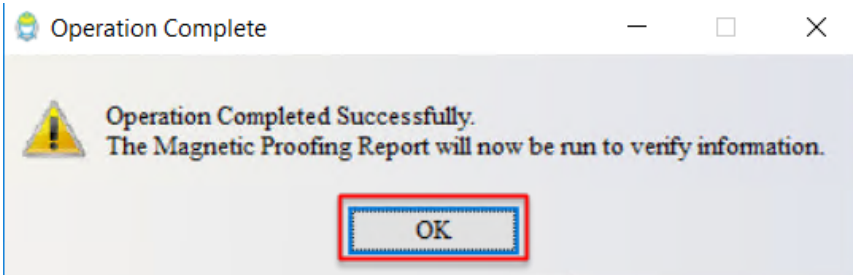 Operation Complete
Operation Completed Successfully.
The Magnetic Proofing Report will now be run to verify information.
OK